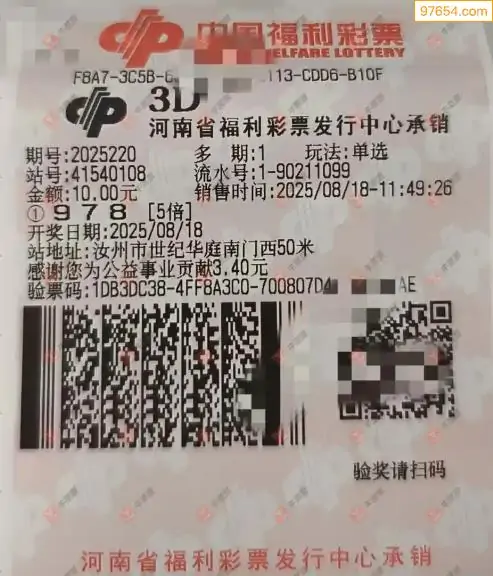 97654.com
中国福利彩票
WELFARE LOTTERY
F8A7-3C5B-6 113-CDD6-B10F
3D
河南省福利彩票发行中心承销
期号:2025220 多 期:1 玩法:单选
站号:41540108 流水号:1-90211099
金额:10.00元 销售时间:2025/08/18-11:49:26
① 978 [5倍]
开奖日期:2025/08/18
站地址:汝州市世纪华庭南门西50米
感谢您为公益事业贡献3.40元
验票码:1DB3DC38-4FF8A3C0-700807D4 AE
验奖请扫码
河南省福利彩票发行中心承销